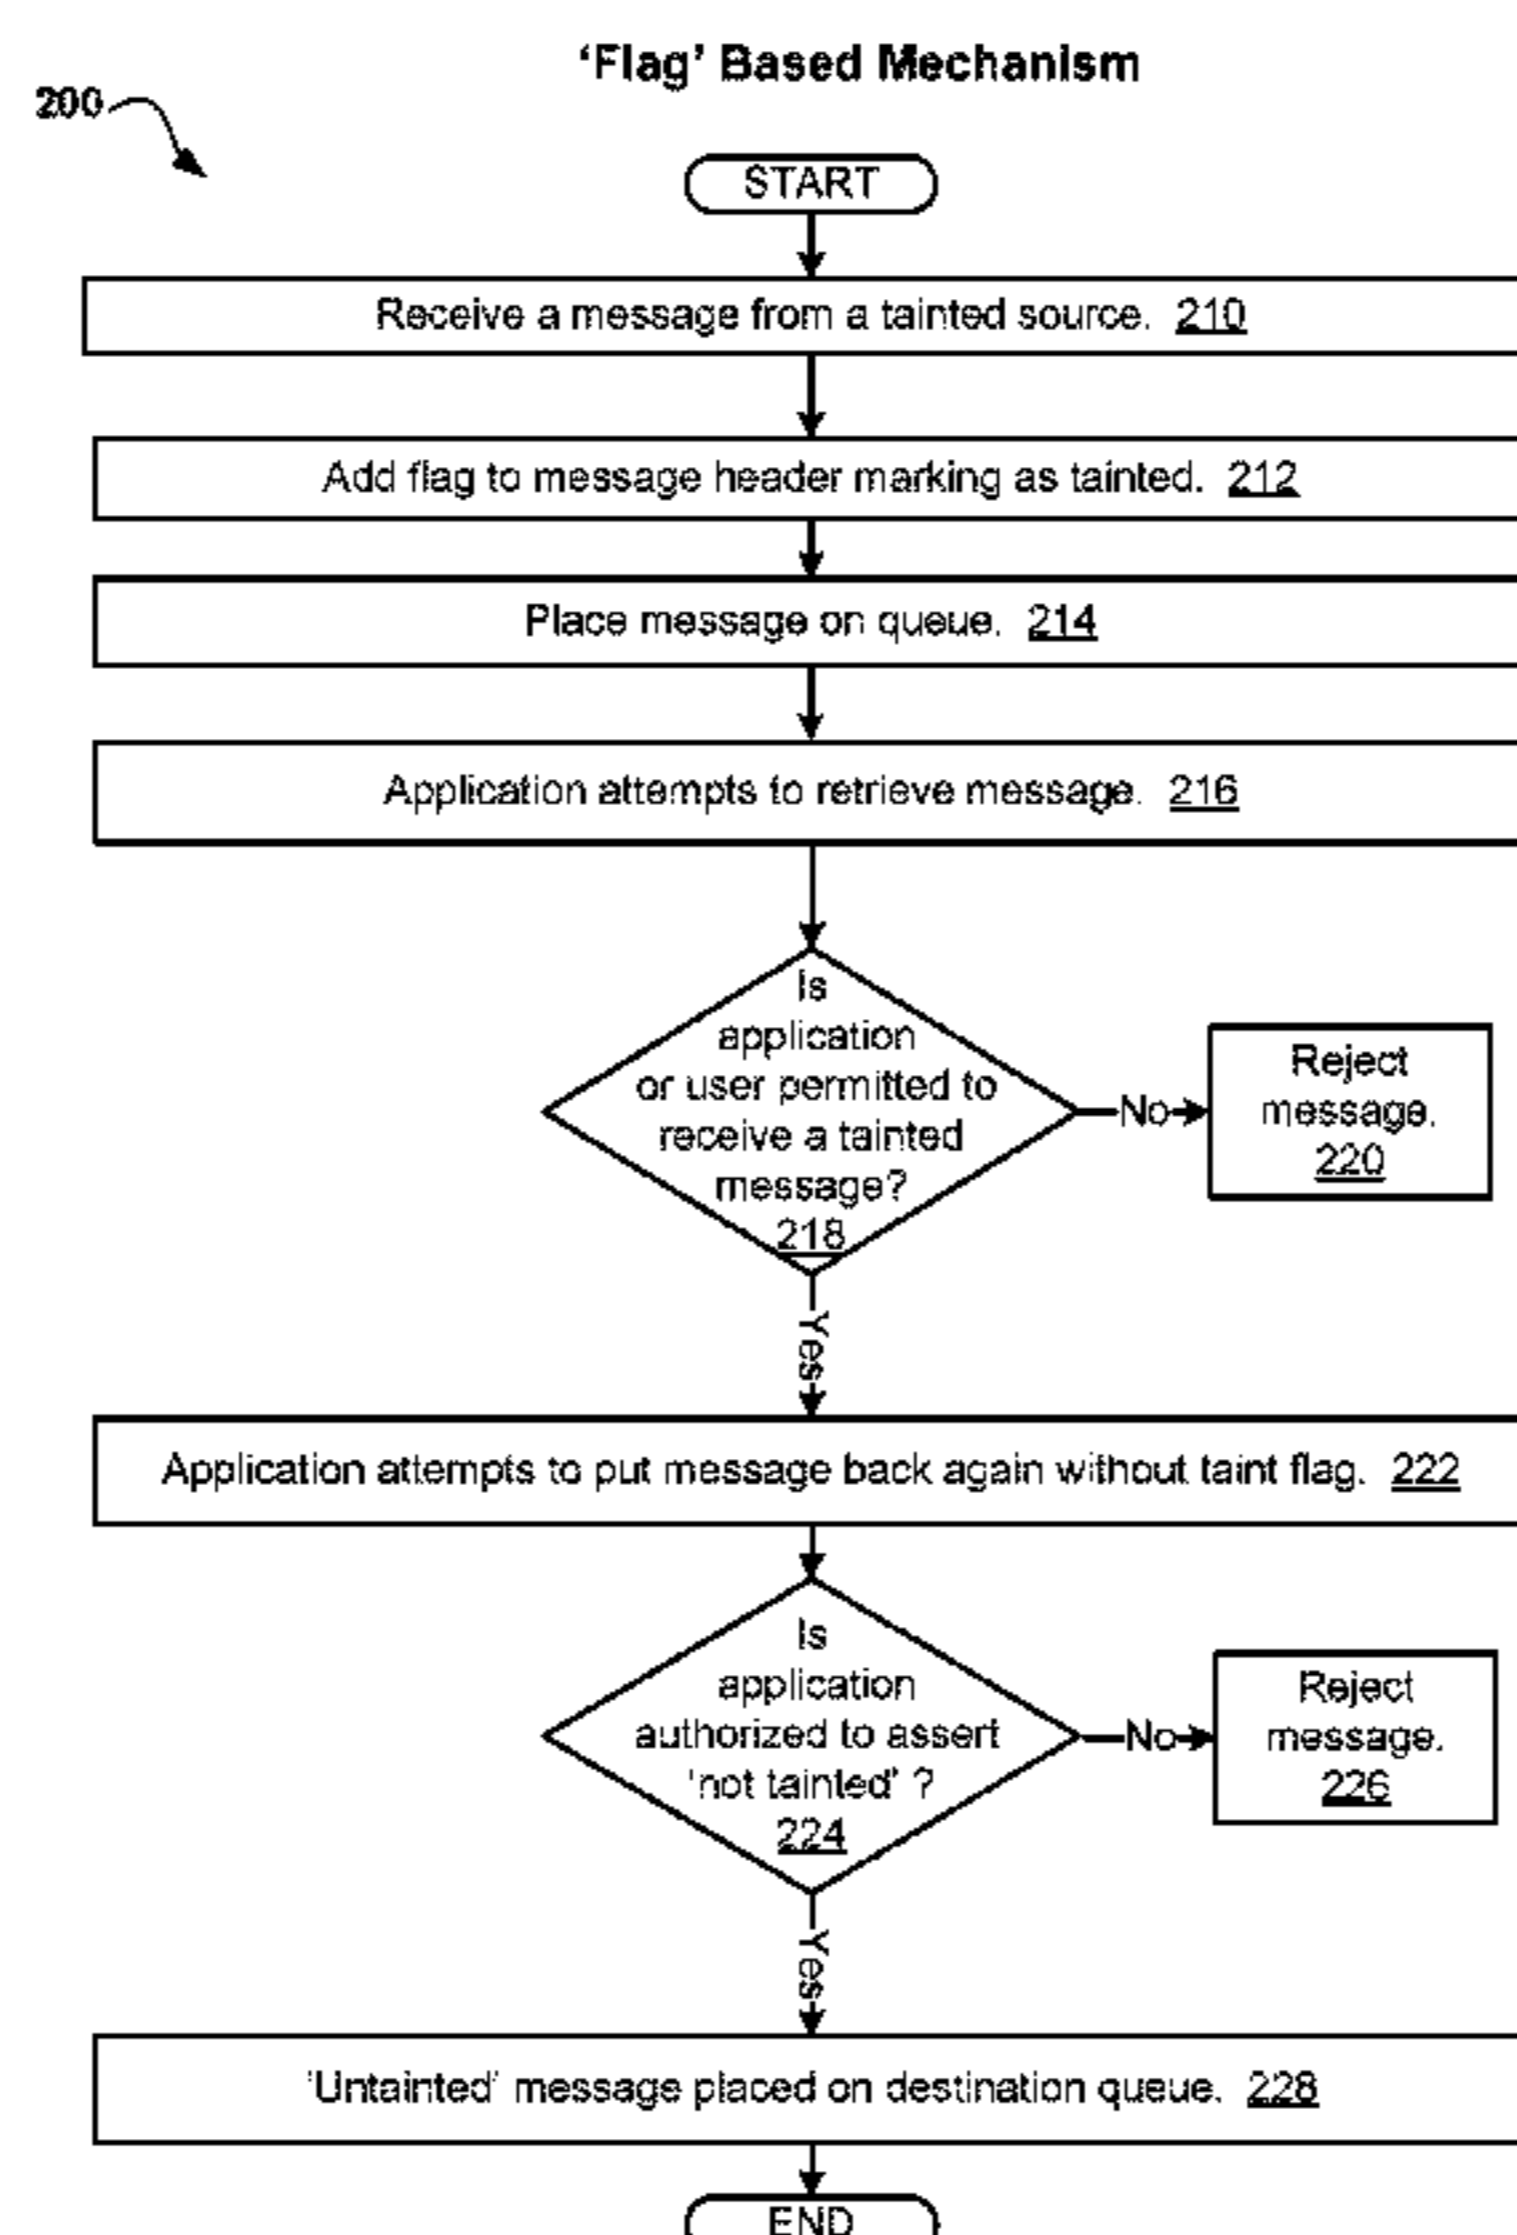 ‘Flag’ Based Mechanism
200
START
Receive a message from a tainted source. 210
Add flag to message header marking as tainted. 212
Place message on queue. 214
Application attempts to retrieve message. 216
Is
application
or user permitted to
receive a tainted
message?
218
No
Reject
message.
220
Yes
Application attempts to put message back again without taint flag. 222
Is
application
authorized to assert
‘not tainted’ ?
224
No
Reject
message.
226
Yes
‘Untainted’ message placed on destination queue. 228
END